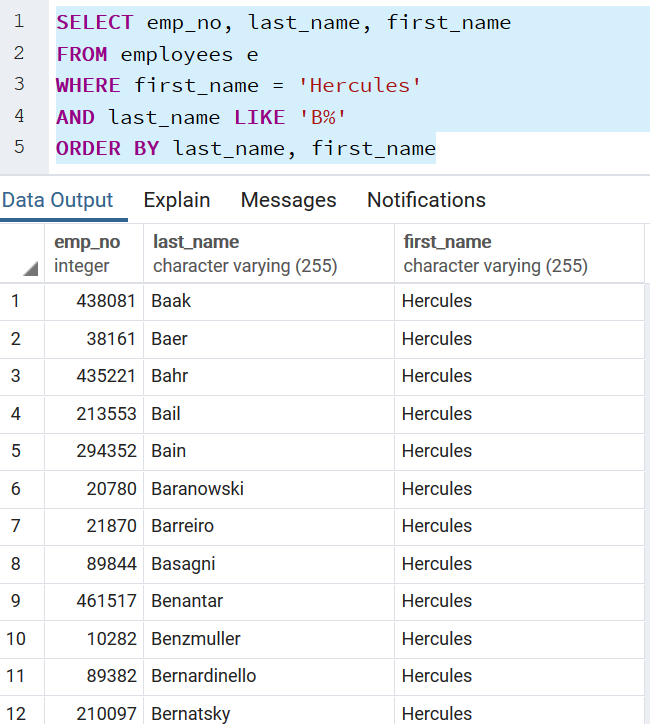 1 SELECT emp_no, last_name, first_name
2 FROM employees e
3 WHERE first_name = 'Hercules'
4 AND last_name LIKE 'B%'
5 ORDER BY last_name, first_name
Data Output Explain Messages Notifications
emp_no last_name first_name
integer character varying (255) character varying (255)
1 438081 Baak Hercules
2 38161 Baer Hercules
3 435221 Bahr Hercules
4 213553 Bail Hercules
5 294352 Bain Hercules
6 20780 Baranowski Hercules
7 21870 Barreiro Hercules
8 89844 Basagni Hercules
9 461517 Benantar Hercules
10 10282 Benzmuller Hercules
11 89382 Bernardinello Hercules
12 210097 Bernatsky Hercules